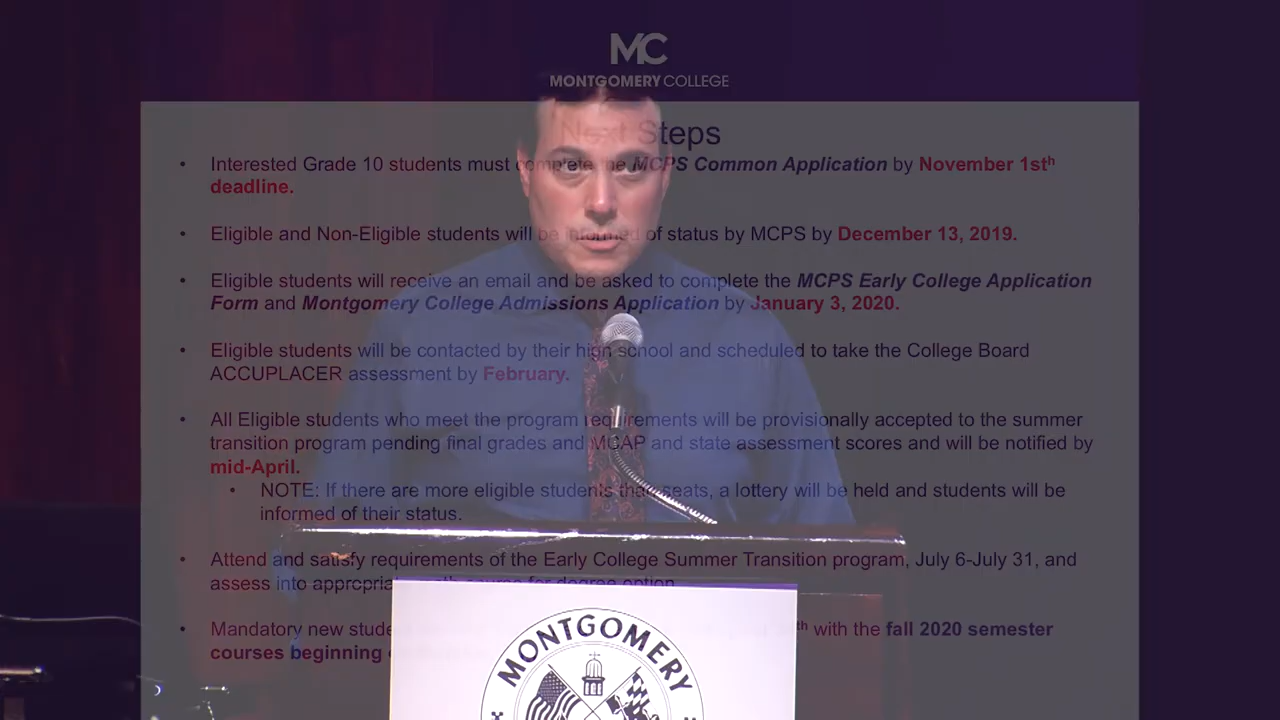 MC
MONTGOMERY COLLEGE
Next Steps
• Interested Grade 10 students must complete the MCPS Common Application by November 1stʰ
deadline.
• Eligible and Non-Eligible students will be informed of status by MCPS by December 13, 2019.
• Eligible students will receive an email and be asked to complete the MCPS Early College Application
Form and Montgomery College Admissions Application by January 3, 2020.
• Eligible students will be contacted by their high school and scheduled to take the College Board
ACCUPLACER assessment by February.
• All Eligible students who meet the program requirements will be provisionally accepted to the summer
transition program pending final grades and MCAP and state assessment scores and will be notified by
mid-April.
• NOTE: If there are more eligible students than seats, a lottery will be held and students will be
informed of their status.
• Attend and satisfy requirements of the Early College Summer Transition program, July 6-July 31, and
assess into appropriate math course for degree option.
• Mandatory new ʰ with the fall 2020 semester
courses beginning
MONTGOMERY